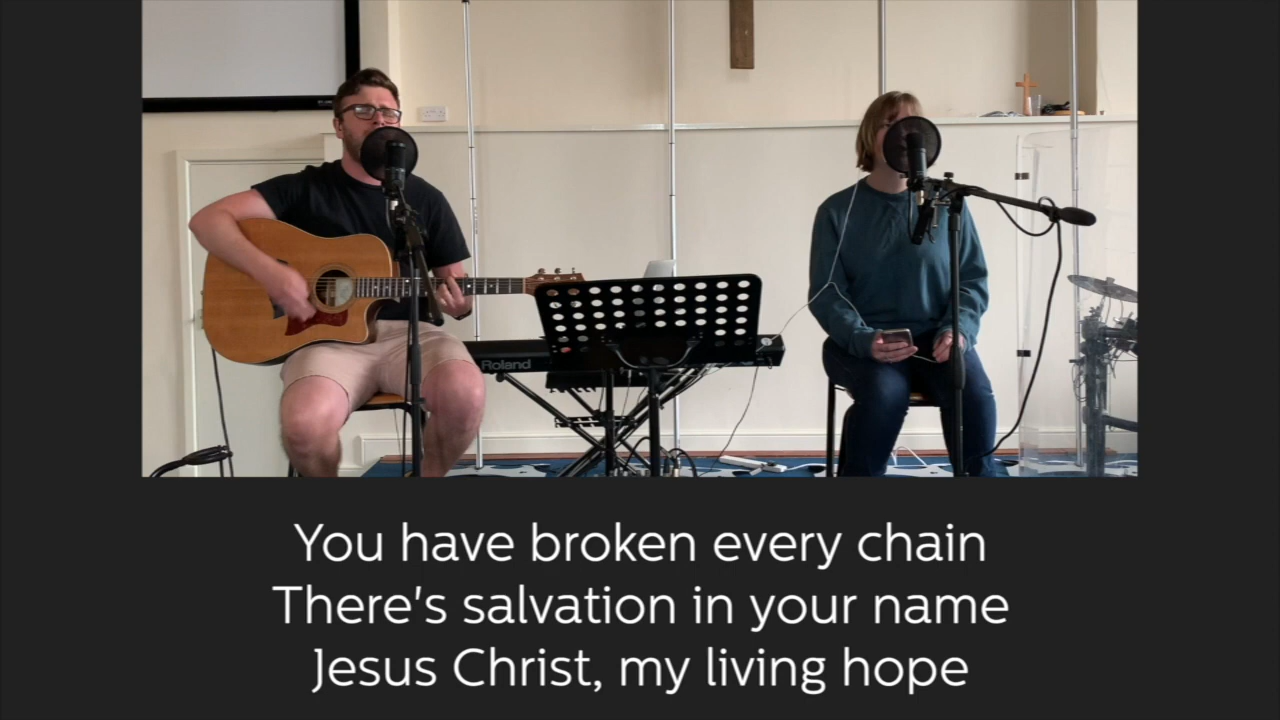 Roland
You have broken every chain
There's salvation in your name
Jesus Christ, my living hope